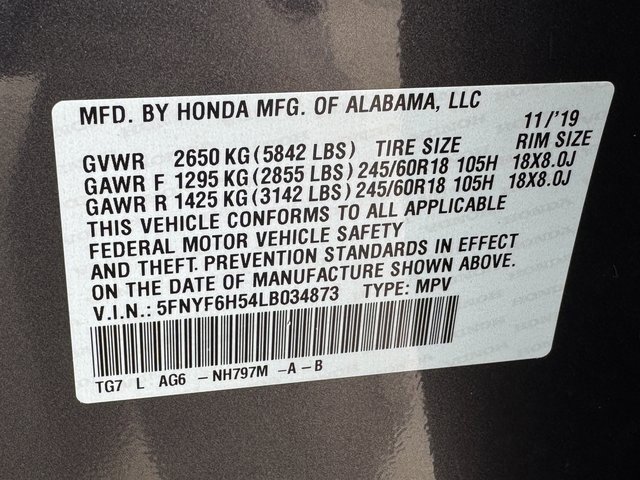 MFD. BY HONDA MFG. OF ALABAMA, LLC 11/'19
GVWR 2650 KG (5842 LBS) TIRE SIZE RIM SIZE
GAWR F 1295 KG (2855 LBS) 245/60R18 105H 18X8.0J
GAWR R 1425 KG (3142 LBS) 245/60R18 105H 18X8.0J
THIS VEHICLE CONFORMS TO ALL APPLICABLE
FEDERAL MOTOR VEHICLE SAFETY
AND THEFT PREVENTION STANDARDS IN EFFECT
ON THE DATE OF MANUFACTURE SHOWN ABOVE.
V.I.N.: 5FNYF6H54LB034873 TYPE: MPV
TG7 L AG6 - NH797M - A - B